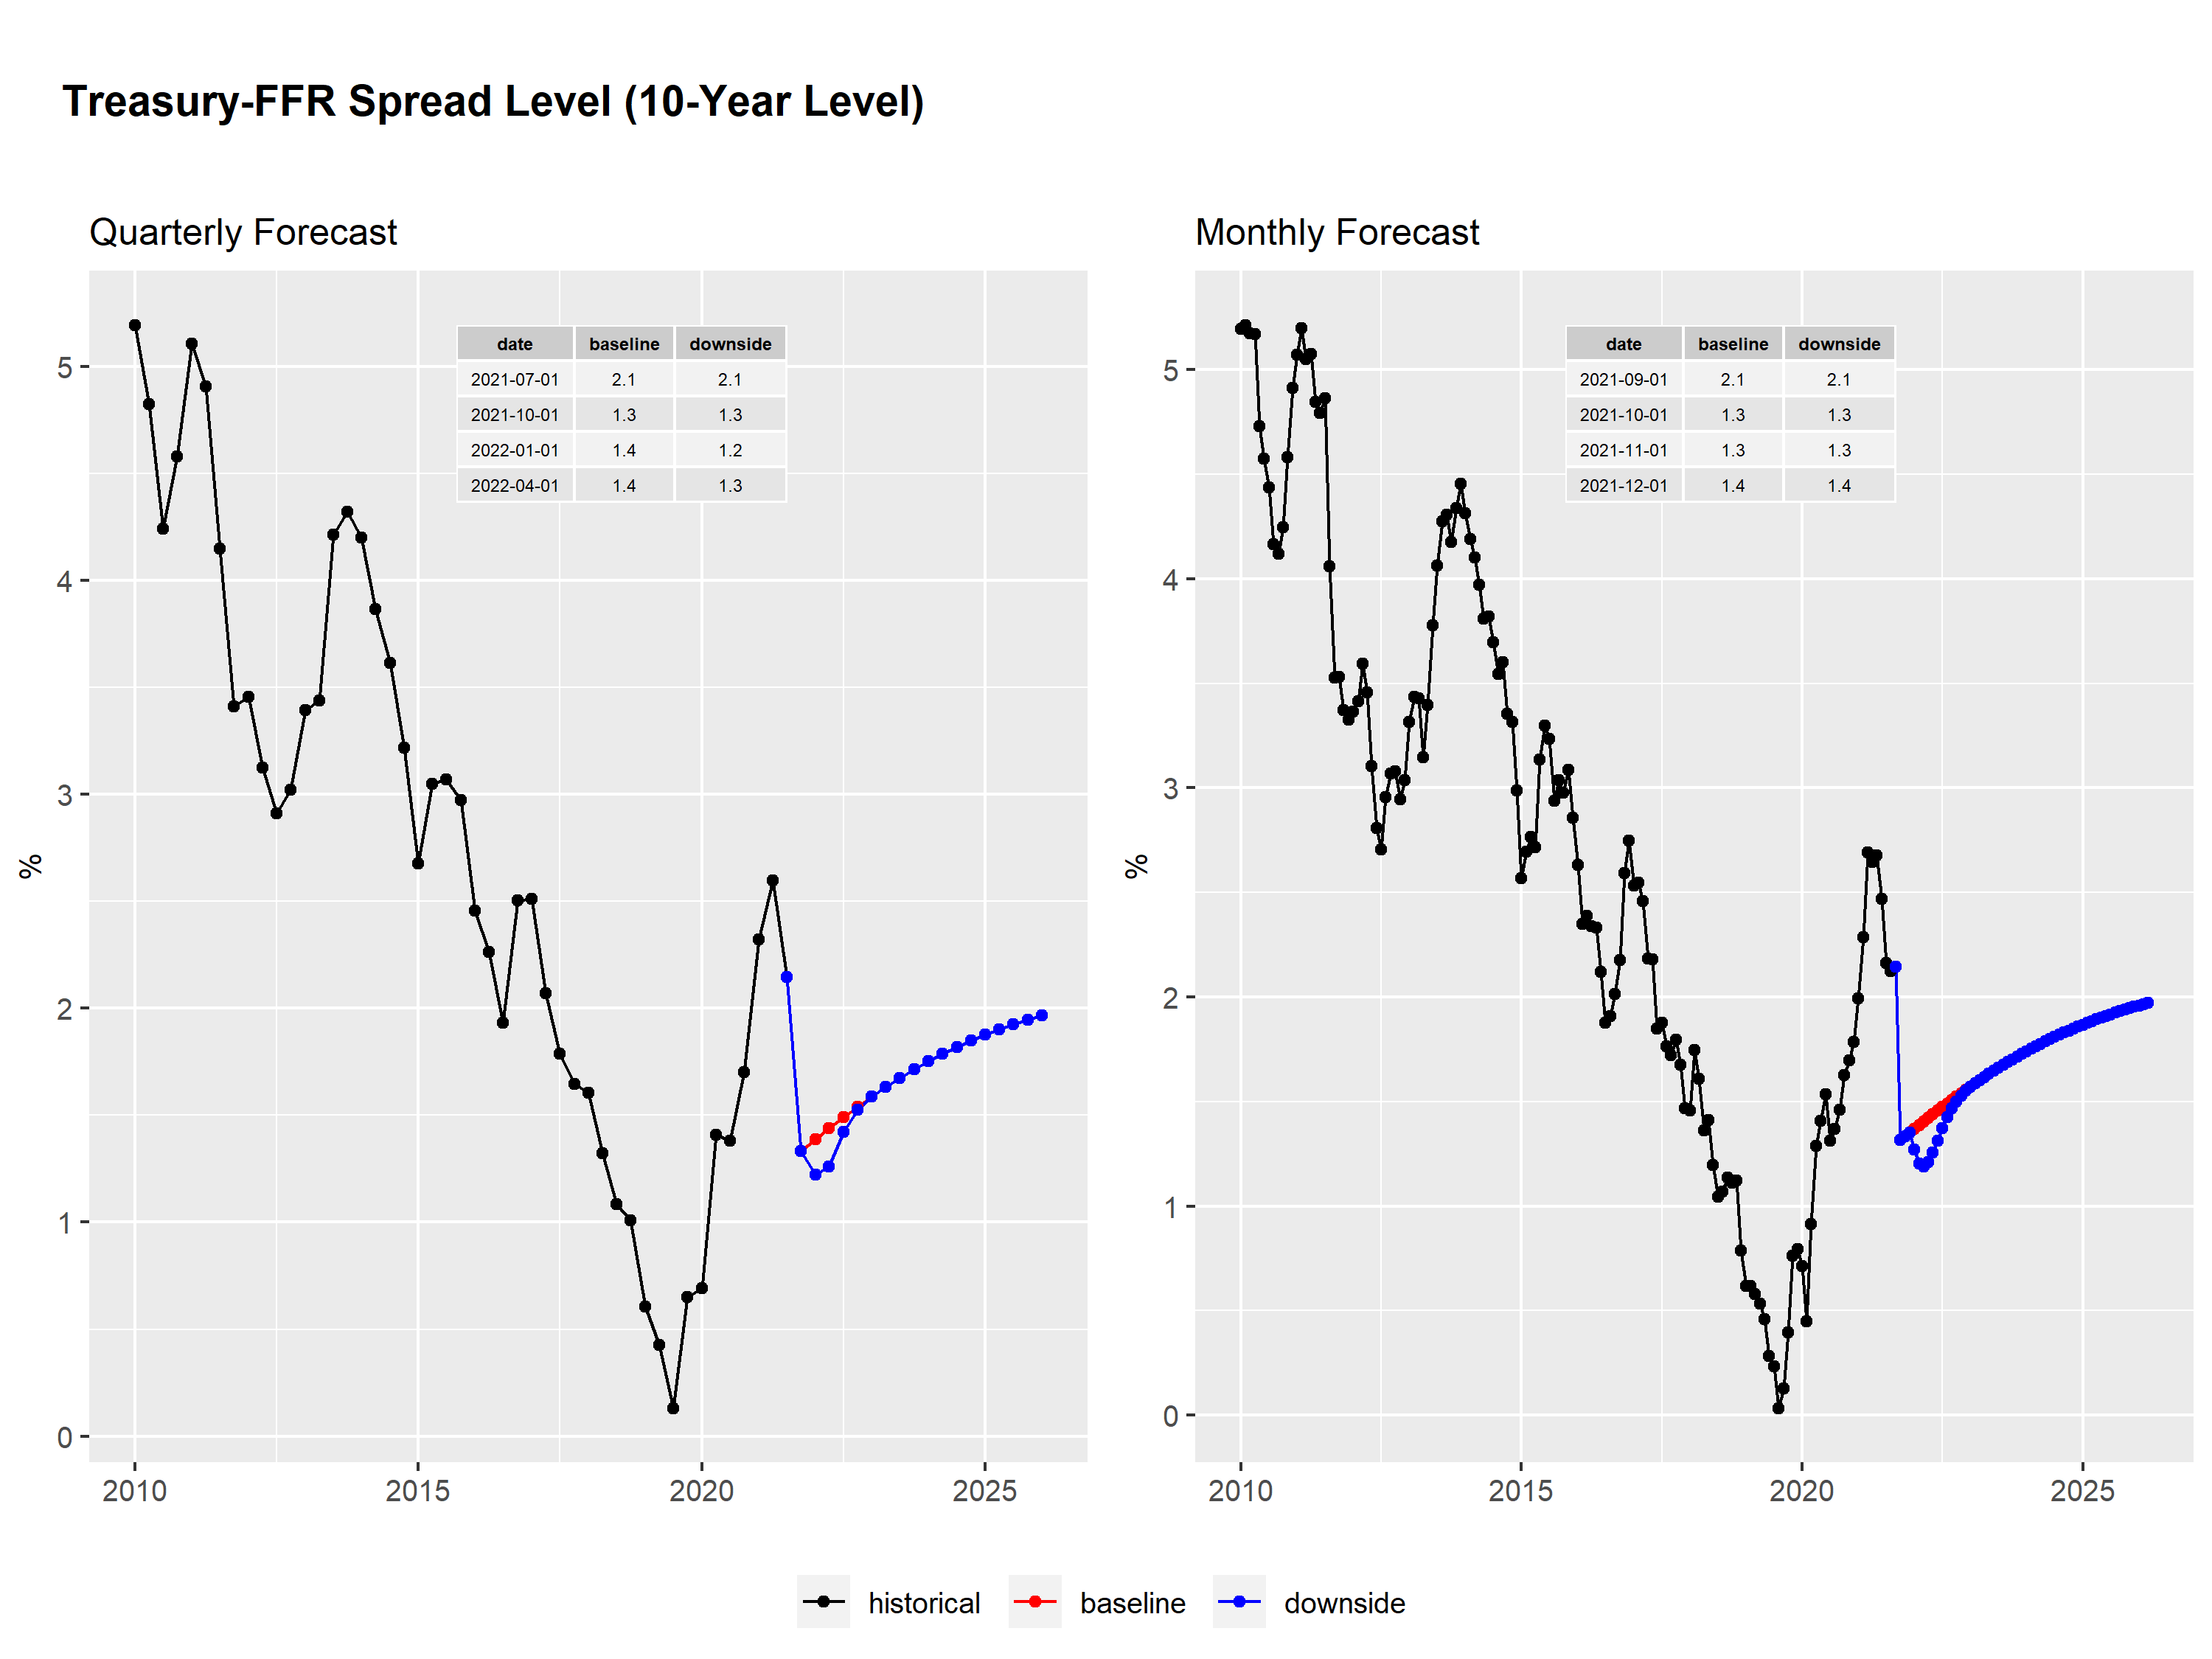 Treasury-FFR Spread Level (10-Year Level)
Quarterly Forecast
%
5
4
3
2
1
0
2010 2015 2020 2025
date baseline downside
2021-07-01 2.1 2.1
2021-10-01 1.3 1.3
2022-01-01 1.4 1.2
2022-04-01 1.4 1.3
Monthly Forecast
%
5
4
3
2
1
0
2010 2015 2020 2025
date baseline downside
2021-09-01 2.1 2.1
2021-10-01 1.3 1.3
2021-11-01 1.3 1.3
2021-12-01 1.4 1.4
historical baseline downside